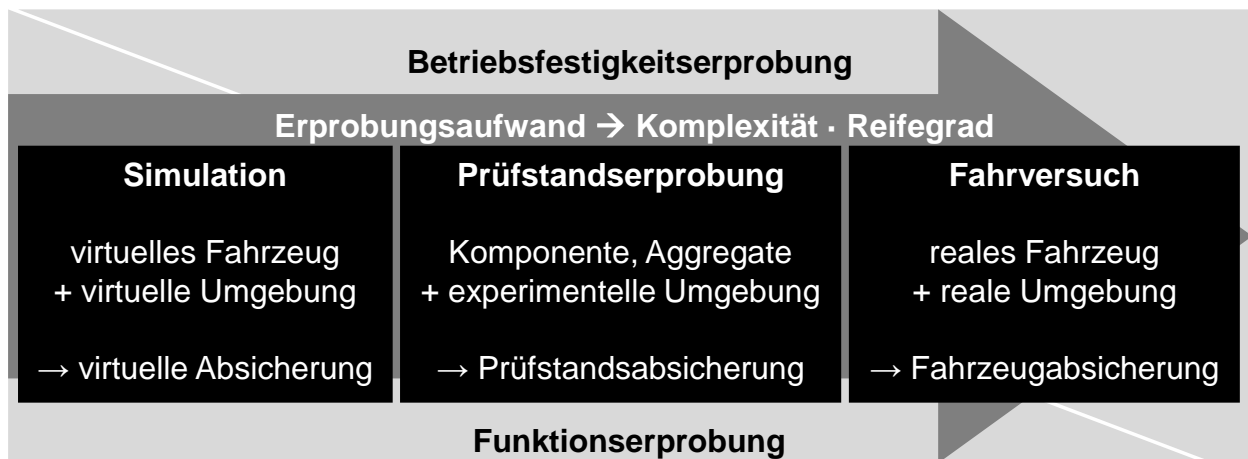 Betriebsfestigkeitserprobung
Erprobungsaufwand → Komplexität · Reifegrad
Simulation
virtuelles Fahrzeug
+ virtuelle Umgebung
→ virtuelle Absicherung
Prüfstandserprobung
Komponente, Aggregate
+ experimentelle Umgebung
→ Prüfstandsabsicherung
Fahrversuch
reales Fahrzeug
+ reale Umgebung
→ Fahrzeugabsicherung
Funktionserprobung